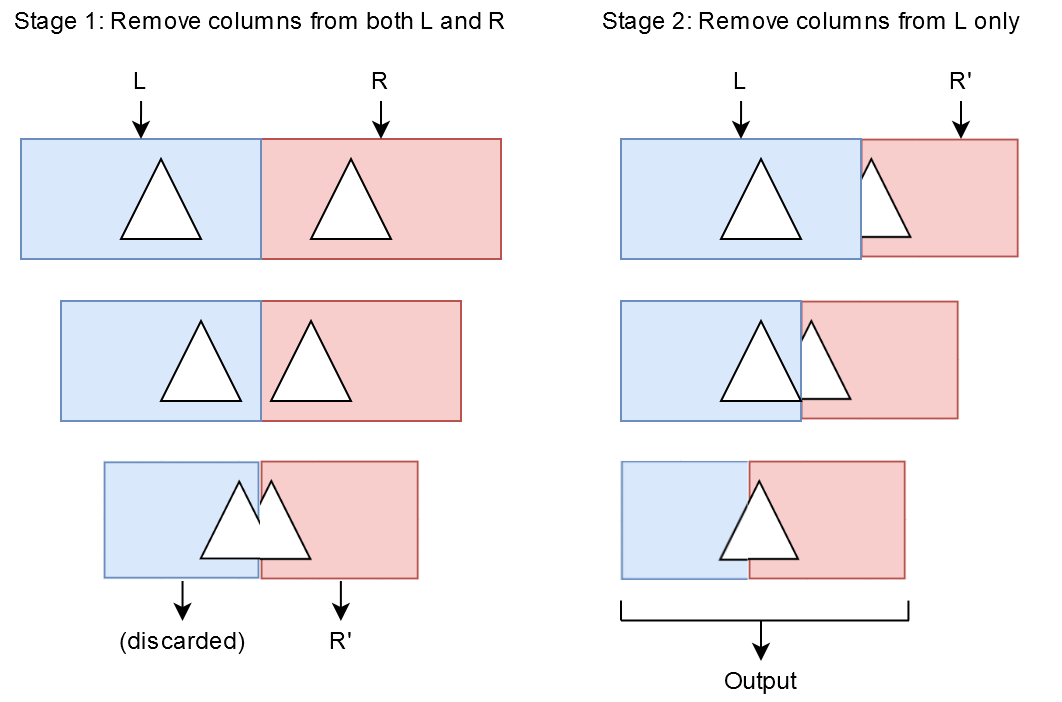 Stage 1: Remove columns from both L and R
L
R
(discarded)
R'
Stage 2: Remove columns from L only
L
R'
Output